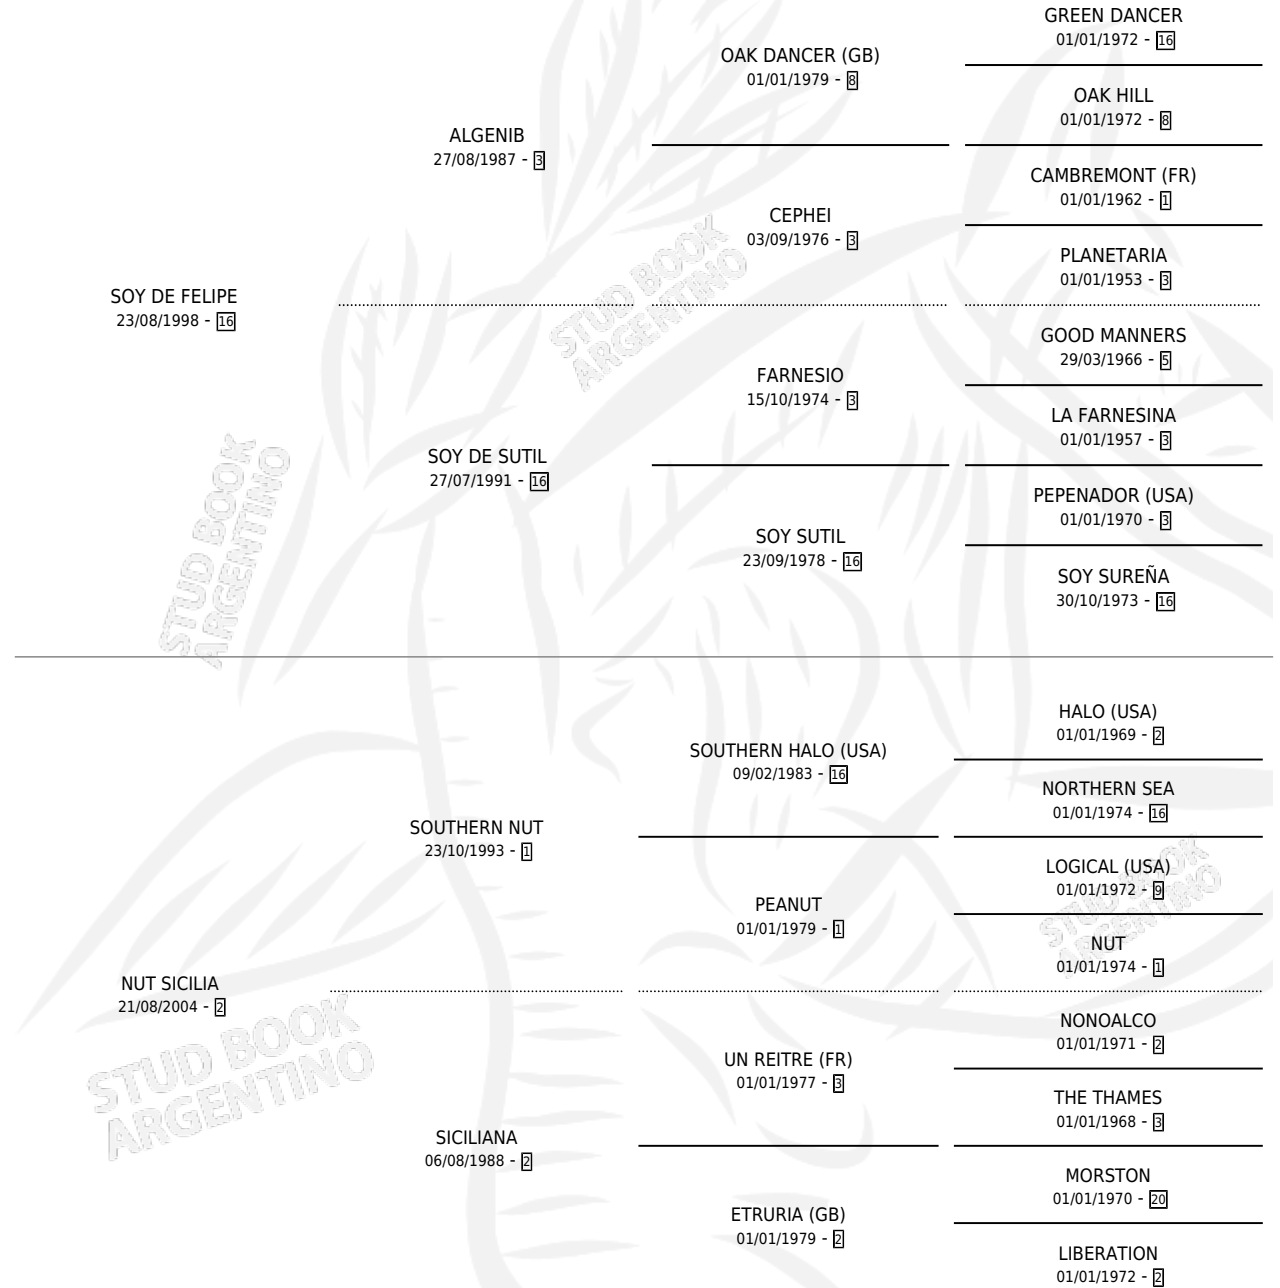 GREEN DANCER
01/01/1972 - 16
OAK DANCER (GB)
01/01/1979 - 8
OAK HILL
01/01/1972 - 8
ALGENIB
27/08/1987 - 3
CAMBREMONT (FR)
01/01/1962 - 1
CEPHEI
03/09/1976 - 3
PLANETARIA
01/01/1953 - 3
SOY DE FELIPE
23/08/1998 - 16
GOOD MANNERS
29/03/1966 - 5
FARNESIO
15/10/1974 - 3
LA FARNESINA
01/01/1957 - 3
SOY DE SUTIL
27/07/1991 - 16
PEPENADOR (USA)
01/01/1970 - 3
SOY SUTIL
23/09/1978 - 16
SOY SUREÑA
30/10/1973 - 16
HALO (USA)
01/01/1969 - 2
SOUTHERN HALO (USA)
09/02/1983 - 16
NORTHERN SEA
01/01/1974 - 16
SOUTHERN NUT
23/10/1993 - 1
LOGICAL (USA)
01/01/1972 - 9
PEANUT
01/01/1979 - 1
NUT
01/01/1974 - 1
NUT SICILIA
21/08/2004 - 2
NONOALCO
01/01/1971 - 2
UN REITRE (FR)
01/01/1977 - 3
THE THAMES
01/01/1968 - 3
SICILIANA
06/08/1988 - 2
MORSTON
01/01/1970 - 20
ETRURIA (GB)
01/01/1979 - 2
LIBERATION
01/01/1972 - 2
STUD BOOK
ARGENTINO
STUD BOOK
ARGENTINO
STUD BOOK
ARGENTINO
STUD BOOK
ARGENTINO